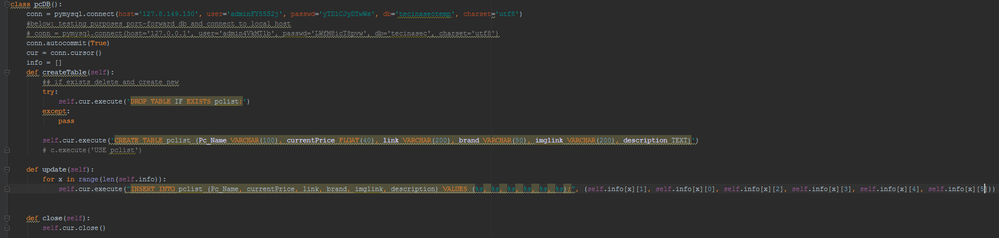 class pcDB():
    conn = pymysql.connect(host='127.8.149.130', user='adminFY55S2j', passwd='yTDlCJyDTwWs', db='tecinasectemp', charset='utf8')
    #below: testing purposes port-forward db and connect to local host
    # conn = pymysql.connect(host='127.0.0.1', user='admin4VkMT1b', passwd='LWfM8icT8pvw', db='tecinasec', charset='utf8')
    conn.autocommit(True)
    cur = conn.cursor()
    info = []
    def createTable(self):
        ## if exists delete and create new
        try:
            self.cur.execute('DROP TABLE IF EXISTS pclist;')
        except:
            pass
        self.cur.execute('CREATE TABLE pclist (Pc_Name VARCHAR(100), currentPrice FLOAT(40), link VARCHAR(200), brand VARCHAR(50), imglink VARCHAR(200), description TEXT)')
        # c.execute('USE pclist')
    def update(self):
        for x in range(len(self.info)):
            self.cur.execute("INSERT INTO pclist (Pc_Name, currentPrice, link, brand, imglink, description) VALUES (%s, %s, %s, %s, %s, %s);", (self.info[x][1], self.info[x][0], self.info[x][2], self.info[x][3], self.info[x][4], self.info[x][5]))
    def close(self):
        self.cur.close()